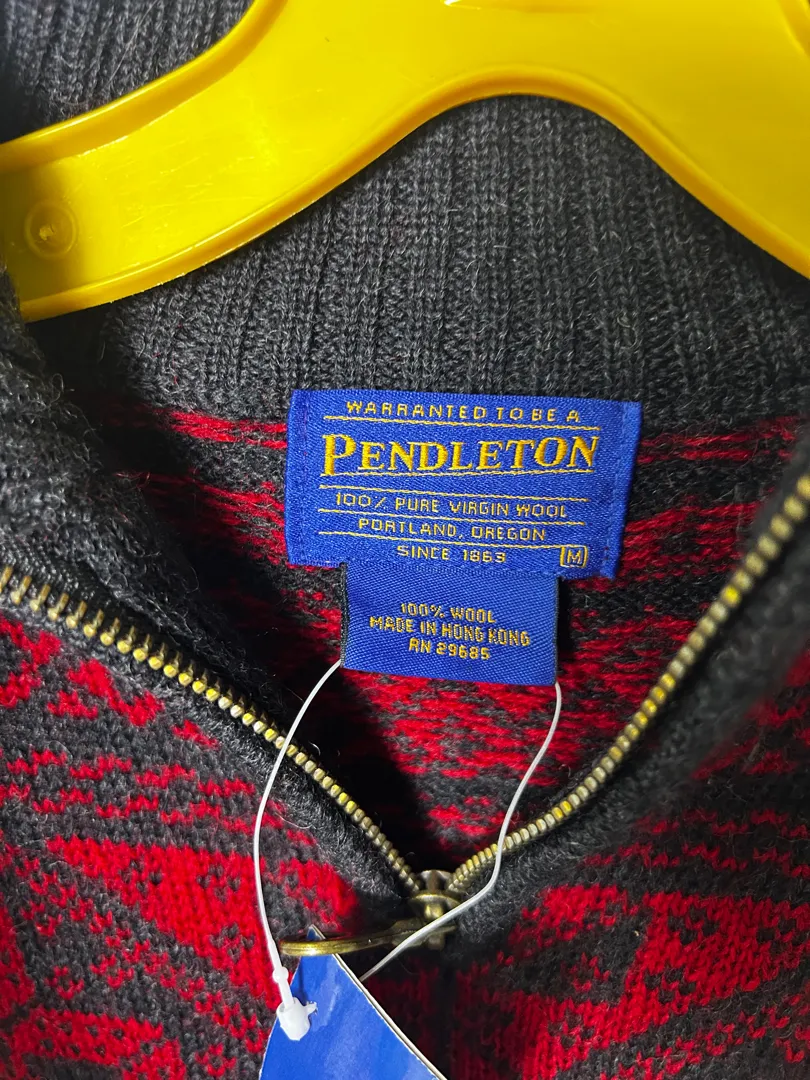 WARRANTED TO BE A
PENDLETON
100% PURE VIRGIN WOOL
PORTLAND, OREGON
SINCE 1863
M
100% WOOL
MADE IN HONG KONG
RN 29685